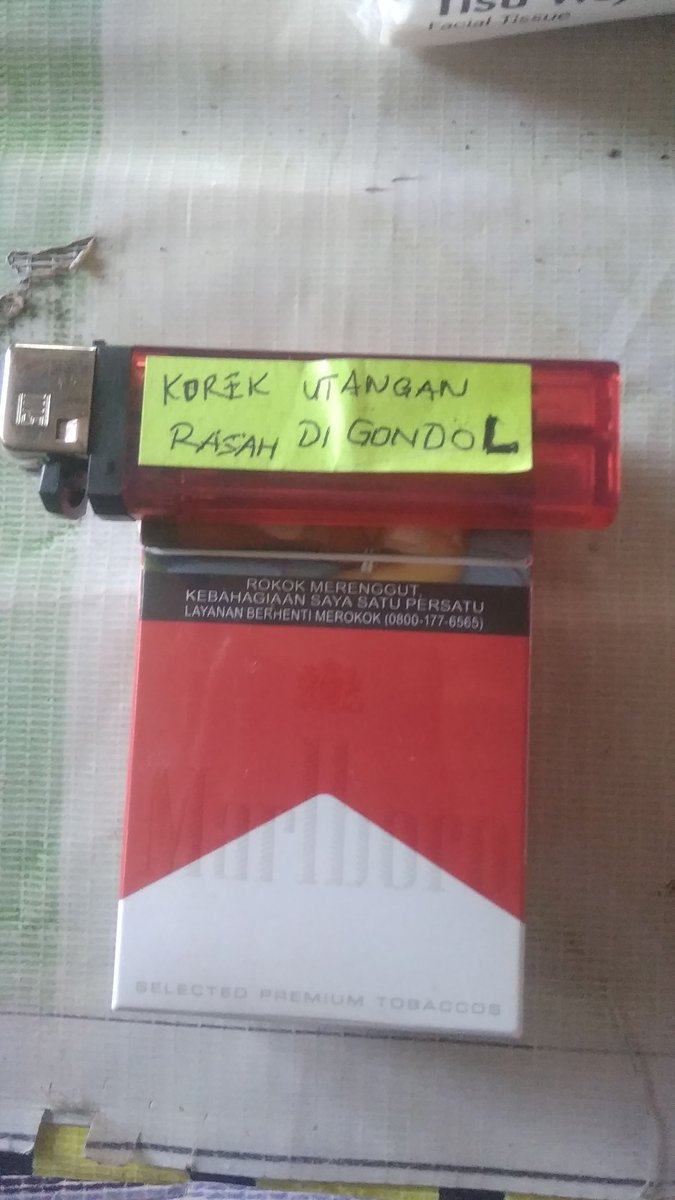 Facial Tissue
KOREK UTANGAN
RASAH DI GONDOL
ROKOK MERENGGUT
KEBAHAGIAAN SAYA SATU PERSATU
LAYANAN BERHENTI MEROKOK (0800-177-6565)
Marlboro
SELECTED PREMIUM TOBACCOS